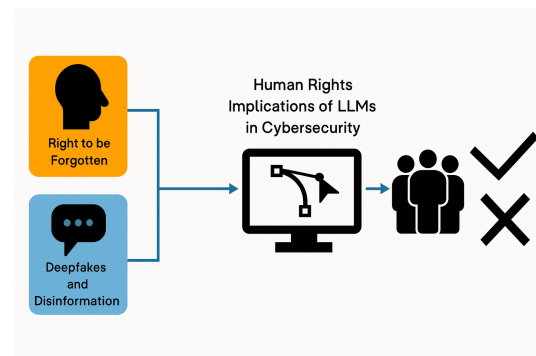 Human Rights
Implications of LLMs
in Cybersecurity
Right to be
Forgotten
Deepfakes
and
Disinformation